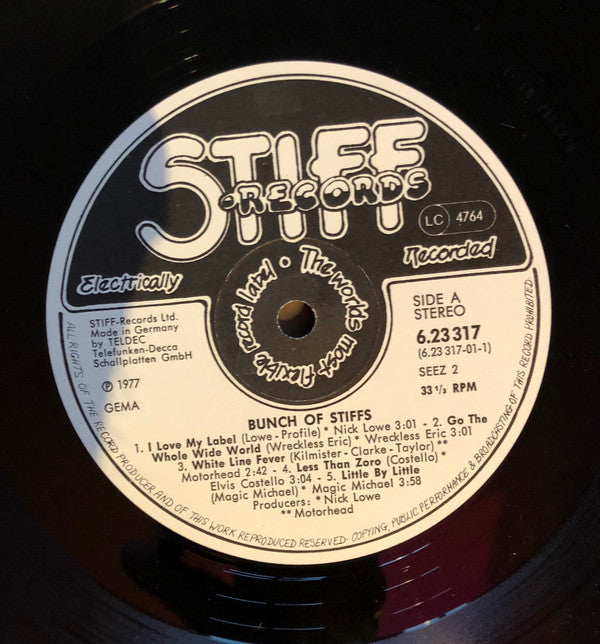 STIFF
·RECORDS
LC 4764
Electrically
Recorded
The worlds most flexible record label •
STIFF-Records Ltd.
Made in Germany
by TELDEC
Telefunken-Decca
Schallplatten GmbH
Ⓟ 1977
GEMA
SIDE A
STEREO
6.23317
(6.23 317-01-1)
SEEZ 2
33 ⅓ RPM
BUNCH OF STIFFS
1. I Love My Label (Lowe - Profile) * Nick Lowe 3:01 - 2. Go The
Whole Wide World (Wreckless Eric) * Wreckless Eric 3:01
3. White Line Fever (Kilmister - Clarke - Taylor) **
Motorhead 2:42 - 4. Less Than Zero (Costello) *
Elvis Costello 3:04 - 5. Little By Little
(Magic Michael) * Magic Michael 3:58
Producers: * Nick Lowe
** Motorhead
ALL RIGHTS OF THE RECORD PRODUCER AND OF THIS WORK REPRODUCED RESERVED· COPYING, PUBLIC PERFORMANCE & BROADCASTING OF THIS RECORD PROHIBITED.